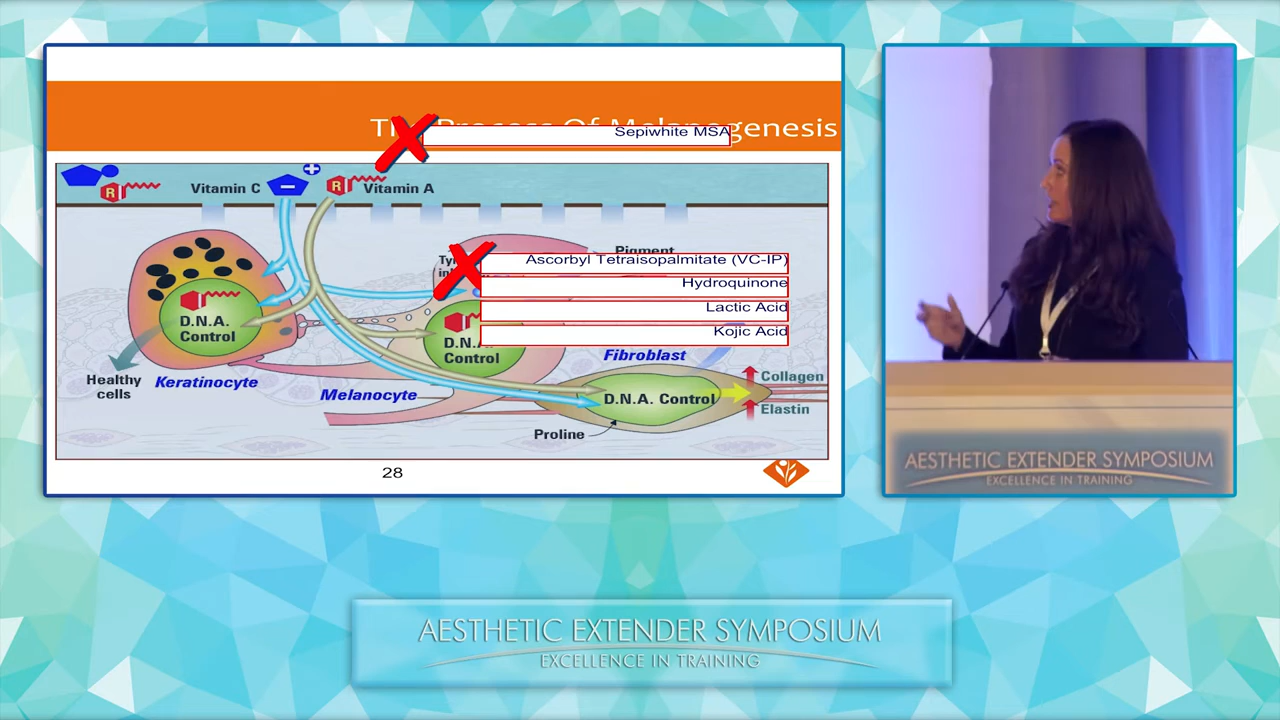 Melanogenesis
Sepiwhite MSA
R
Vitamin C
R
Vitamin A
Pigment
Ascorbyl Tetraisopalmitate (VC-IP)
Hydroquinone
Lactic Acid
Kojic Acid
D.N.A.
Control
D.N.A.
Control
Fibroblast
Healthy
cells
Keratinocyte
Melanocyte
D.N.A. Control
Collagen
Elastin
Proline
28
AESTHETIC EXTENDER SYMPOSIUM
EXCELLENCE IN TRAINING
AESTHETIC EXTENDER SYMPOSIUM
EXCELLENCE IN TRAINING